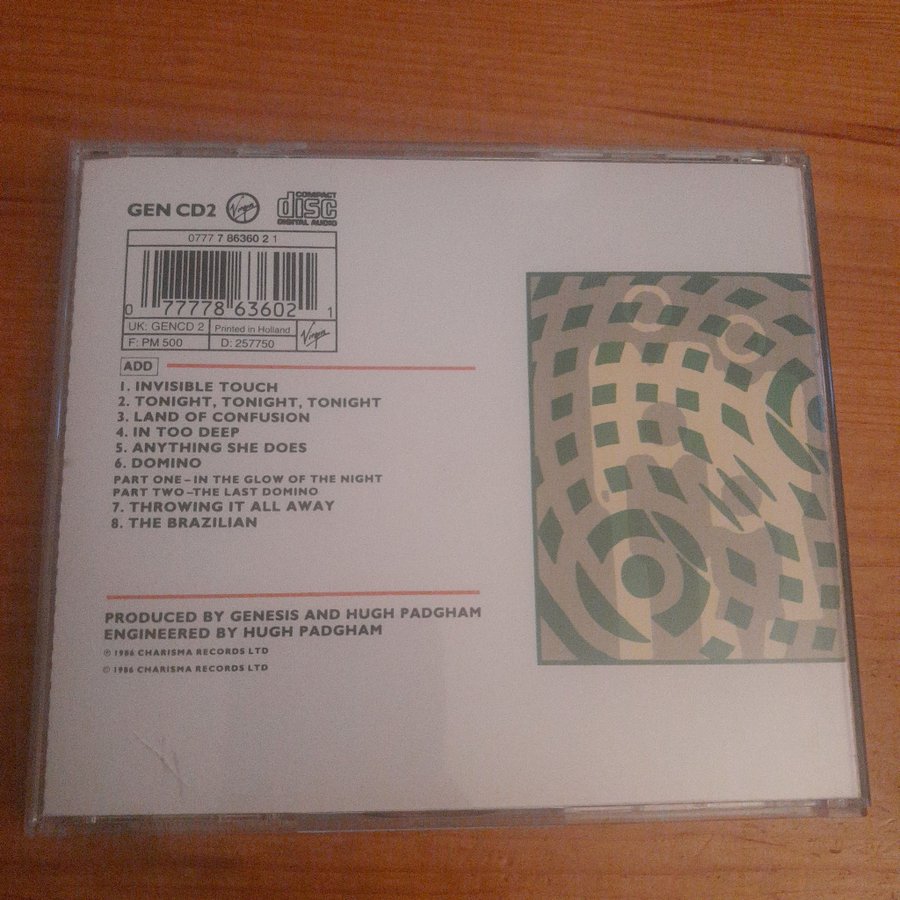 GEN CD2 Virgin COMPACT
disc
DIGITAL AUDIO
0777 7 86360 2 1
0 77778 63602 1
UK: GENCD 2 Printed in Holland Virgin
F: PM 500 D: 257750
ADD
1. INVISIBLE TOUCH
2. TONIGHT, TONIGHT, TONIGHT
3. LAND OF CONFUSION
4. IN TOO DEEP
5. ANYTHING SHE DOES
6. DOMINO
PART ONE–IN THE GLOW OF THE NIGHT
PART TWO–THE LAST DOMINO
7. THROWING IT ALL AWAY
8. THE BRAZILIAN
PRODUCED BY GENESIS AND HUGH PADGHAM
ENGINEERED BY HUGH PADGHAM
℗ 1986 CHARISMA RECORDS LTD
© 1986 CHARISMA RECORDS LTD